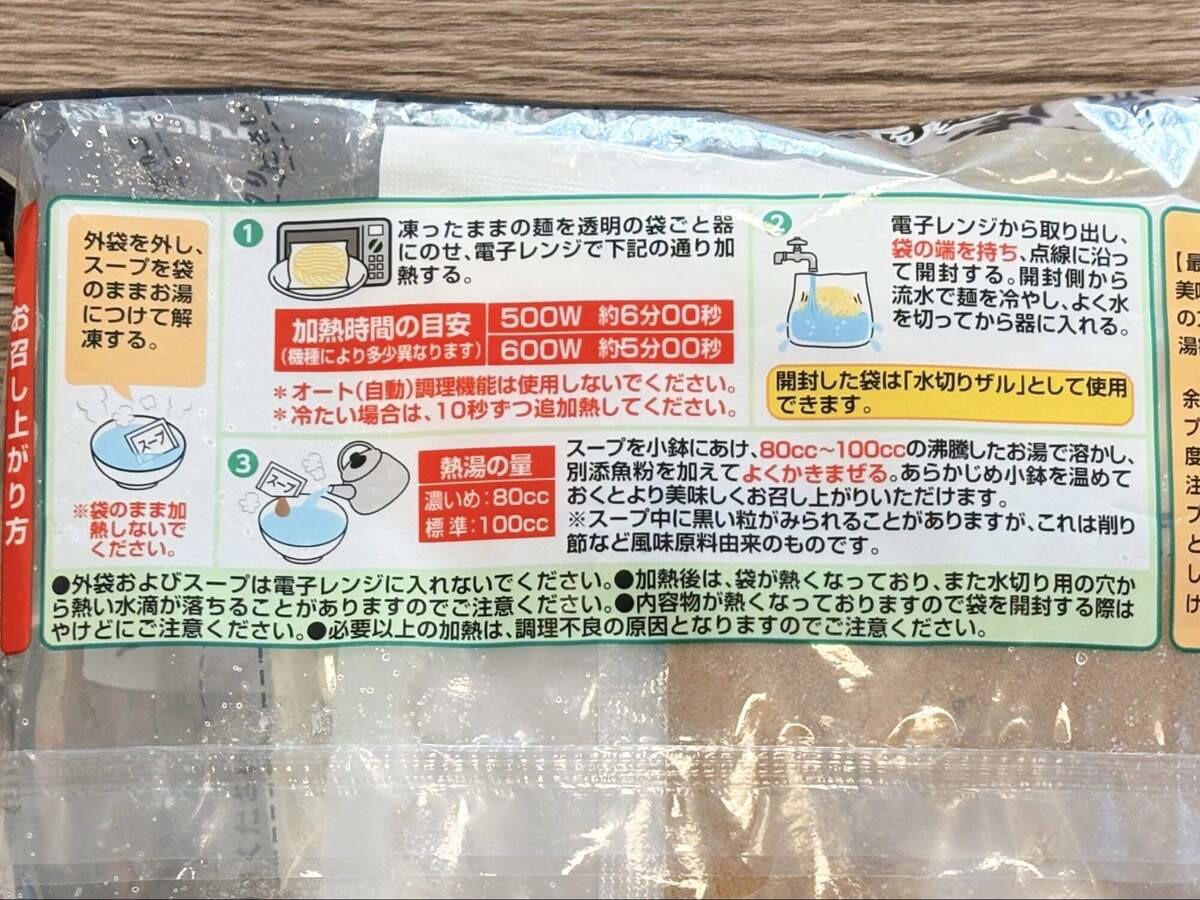 お召し上がり方
外袋を外し、
スープを袋
のままお湯
につけて解
凍する。
スープ
※袋のまま加
熱しないで
ください。
1
凍ったままの麺を透明の袋ごと器
にのせ、電子レンジで下記の通り加
熱する。
加熱時間の目安
(機種により多少異なります)
500W 約6分00秒
600W 約5分00秒
＊オート(自動)調理機能は使用しないでください。
＊冷たい場合は、10秒ずつ追加熱してください。
2
電子レンジから取り出し、
袋の端を持ち、点線に沿っ
て開封する。開封側から
流水で麺を冷やし、よく水
を切ってから器に入れる。
開封した袋は「水切りザル」として使用
できます。
3
スープ
熱湯の量
濃いめ:80cc
標準:100cc
スープを小鉢にあけ、80cc～100ccの沸騰したお湯で溶かし、
別添魚粉を加えてよくかきまぜる。あらかじめ小鉢を温めて
おくとより美味しくお召し上がりいただけます。
※スープ中に黒い粒がみられることがありますが、これは削り
節など風味原料由来のものです。
●外袋およびスープは電子レンジに入れないでください。●加熱後は、袋が熱くなっており、また水切り用の穴か
ら熱い水滴が落ちることがありますのでご注意ください。●内容物が熱くなっておりますので袋を開封する際は
やけどにご注意ください。●必要以上の加熱は、調理不良の原因となりますのでご注意ください。
【最
美味
の
湯
余
プ
度
注
プ
と
し
け